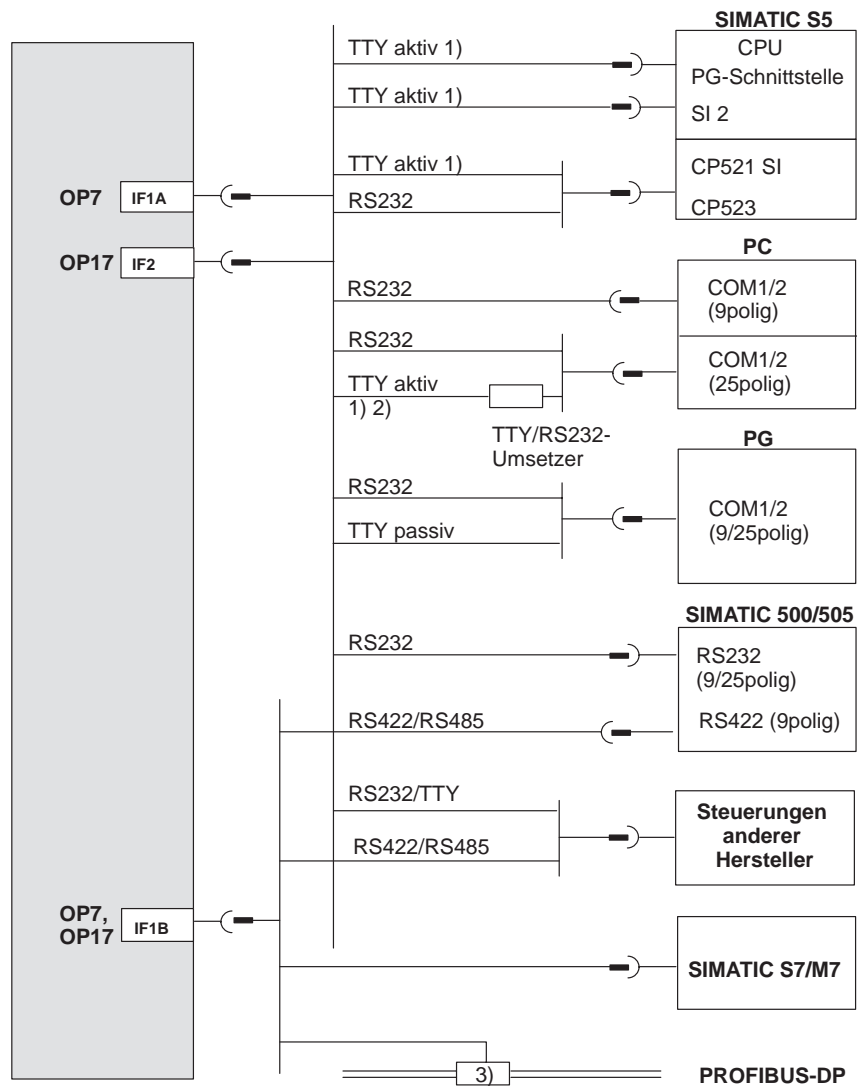 SIMATIC S5
TTY aktiv 1)
CPU
PG-Schnittstelle
TTY aktiv 1)
SI 2
TTY aktiv 1)
CP521 SI
OP7 IF1A
RS232
CP523
PC
OP17 IF2
RS232
COM1/2
(9polig)
RS232
COM1/2
(25polig)
TTY aktiv
1) 2)
TTY/RS232-
Umsetzer
PG
RS232
COM1/2
(9/25polig)
TTY passiv
SIMATIC 500/505
RS232
RS232
(9/25polig)
RS422/RS485
RS422 (9polig)
RS232/TTY
Steuerungen
anderer
Hersteller
RS422/RS485
OP7,
OP17 IF1B
SIMATIC S7/M7
3)
PROFIBUS-DP